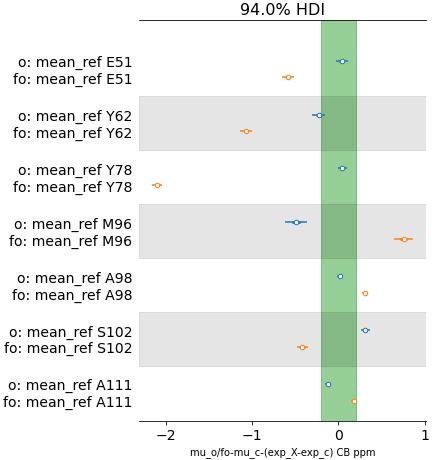 94.0% HDI
o: mean_ref E51
fo: mean_ref E51
o: mean_ref Y62
fo: mean_ref Y62
o: mean_ref Y78
fo: mean_ref Y78
o: mean_ref M96
fo: mean_ref M96
o: mean_ref A98
fo: mean_ref A98
o: mean_ref S102
fo: mean_ref S102
o: mean_ref A111
fo: mean_ref A111
−2 −1 0 1
mu_o/fo-mu_c-(exp_X-exp_c) CB ppm